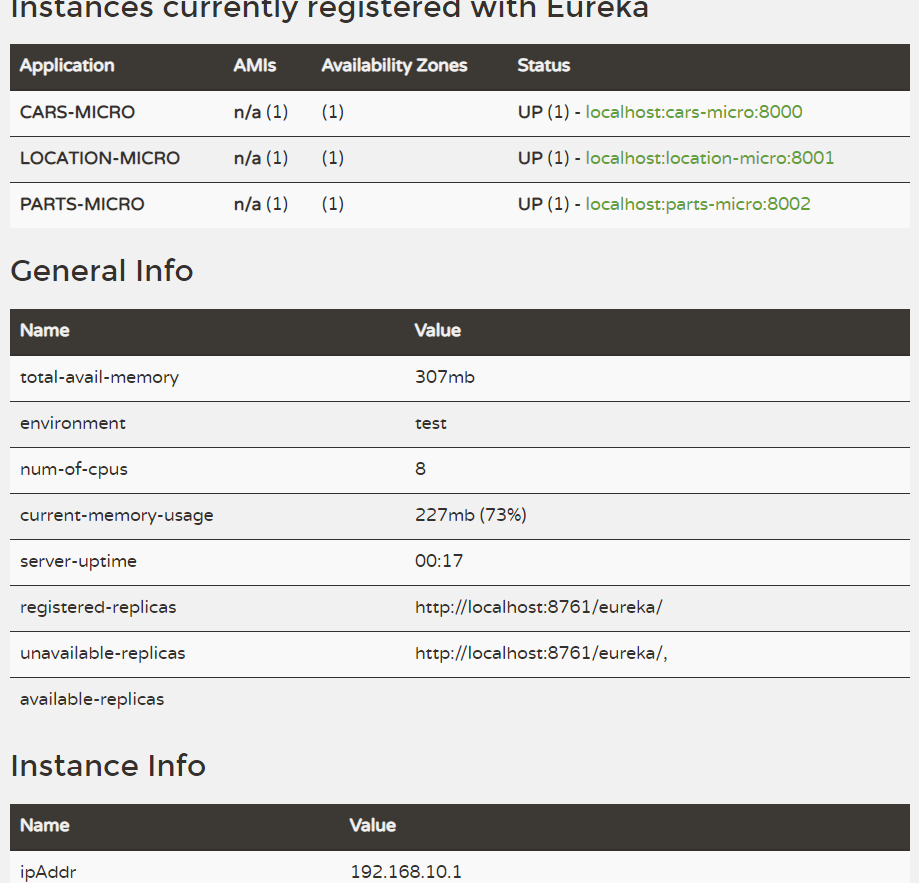 Instances currently registered with Eureka
Application AMIs Availability Zones Status
CARS-MICRO n/a (1) (1) UP (1) - localhost:cars-micro:8000
LOCATION-MICRO n/a (1) (1) UP (1) - localhost:location-micro:8001
PARTS-MICRO n/a (1) (1) UP (1) - localhost:parts-micro:8002
General Info
Name Value
total-avail-memory 307mb
environment test
num-of-cpus 8
current-memory-usage 227mb (73%)
server-uptime 00:17
registered-replicas http://localhost:8761/eureka/
unavailable-replicas http://localhost:8761/eureka/,
available-replicas
Instance Info
Name Value
ipAddr 192.168.10.1